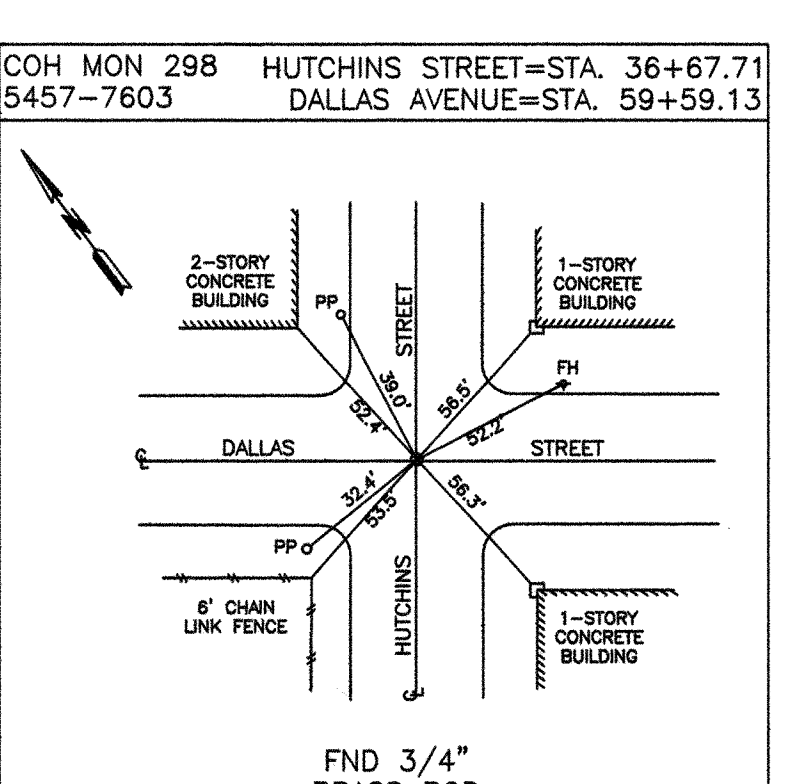 COH MON 298 HUTCHINS STREET=STA. 36+67.71
5457-7603 DALLAS AVENUE=STA. 59+59.13
2-STORY
CONCRETE
BUILDING
PP
STREET
1-STORY
CONCRETE
BUILDING
FH
39.0'
52.4'
56.5'
52.2'
DALLAS
STREET
℄
32.4'
53.5'
56.3'
PP
HUTCHINS
6' CHAIN
LINK FENCE
1-STORY
CONCRETE
BUILDING
℄
FND 3/4"